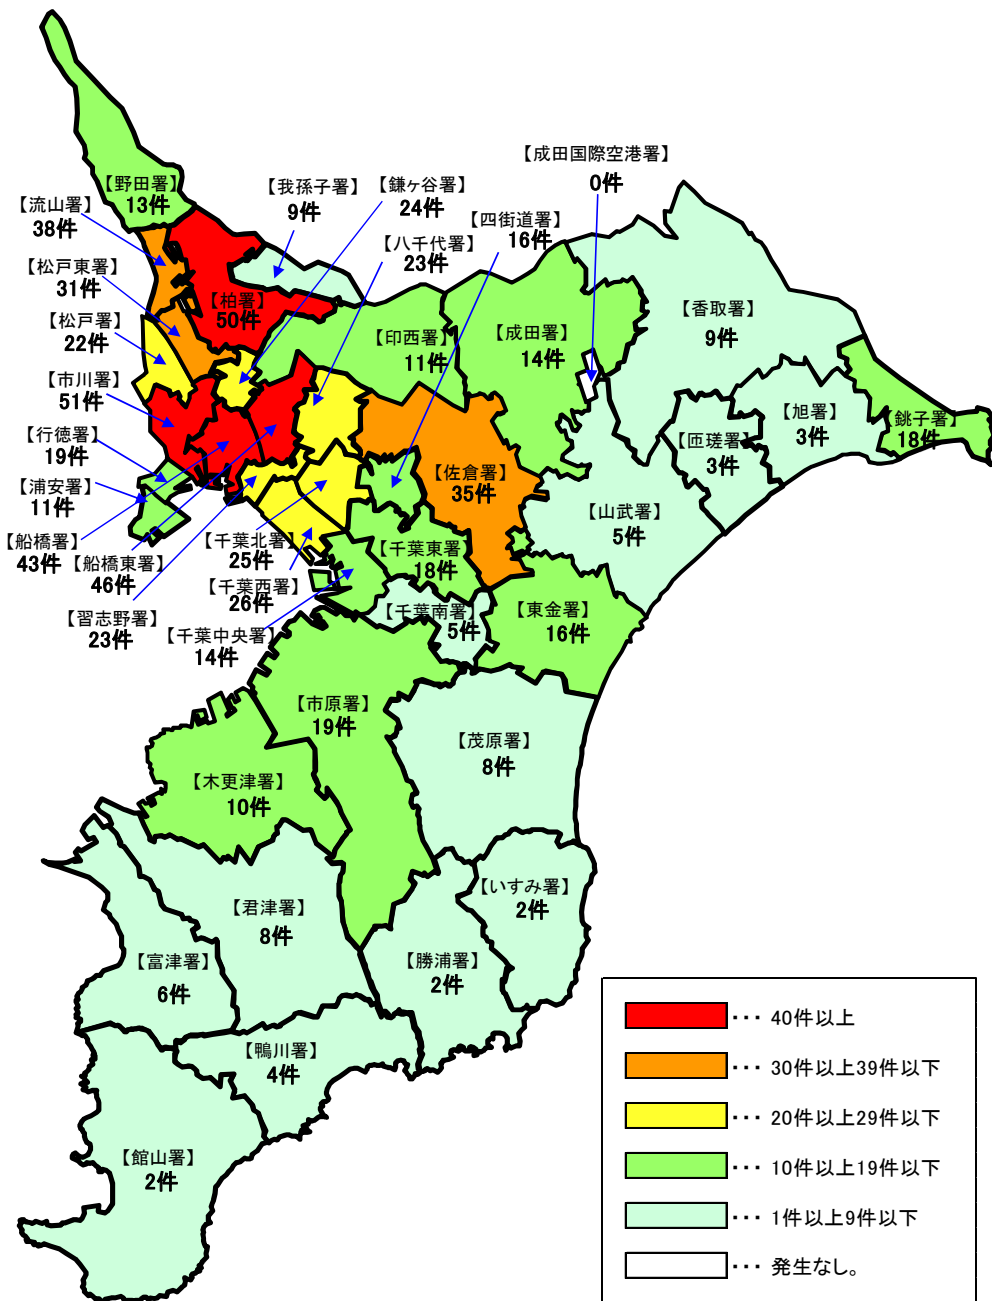 【成田国際空港署】
0件
【野田署】
13件
【我孫子署】
9件
【鎌ヶ谷署】
24件
【四街道署】
16件
【流山署】
38件
【八千代署】
23件
【松戸東署】
31件
【柏署】
50件
【香取署】
9件
【松戸署】
22件
【印西署】
11件
【成田署】
14件
【市川署】
51件
【旭署】
3件
【銚子署】
18件
【行徳署】
19件
【匝瑳署】
3件
【佐倉署】
35件
【浦安署】
11件
【山武署】
5件
【船橋署】
43件
【船橋東署】
46件
【千葉北署】
25件
【千葉東署】
18件
【千葉西署】
26件
【習志野署】
23件
【千葉中央署】
14件
【千葉南署】
5件
【東金署】
16件
【市原署】
19件
【茂原署】
8件
【木更津署】
10件
【いすみ署】
2件
【君津署】
8件
【富津署】
6件
【勝浦署】
2件
【鴨川署】
4件
【館山署】
2件
・・・ 40件以上
・・・ 30件以上39件以下
・・・ 20件以上29件以下
・・・ 10件以上19件以下
・・・ 1件以上9件以下
・・・ 発生なし。